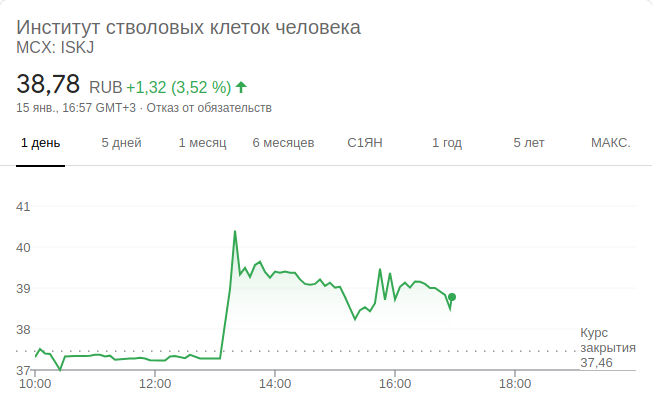 Институт стволовых клеток человека
MCX: ISKJ
38,78 RUB +1,32 (3,52 %)
15 янв., 16:57 GMT+3 · Отказ от обязательств
1 день 5 дней 1 месяц 6 месяцев С1ЯН 1 год 5 лет МАКС.
41
40
39
38
Курс
закрытия
37,46
37
10:00 12:00 14:00 16:00 18:00